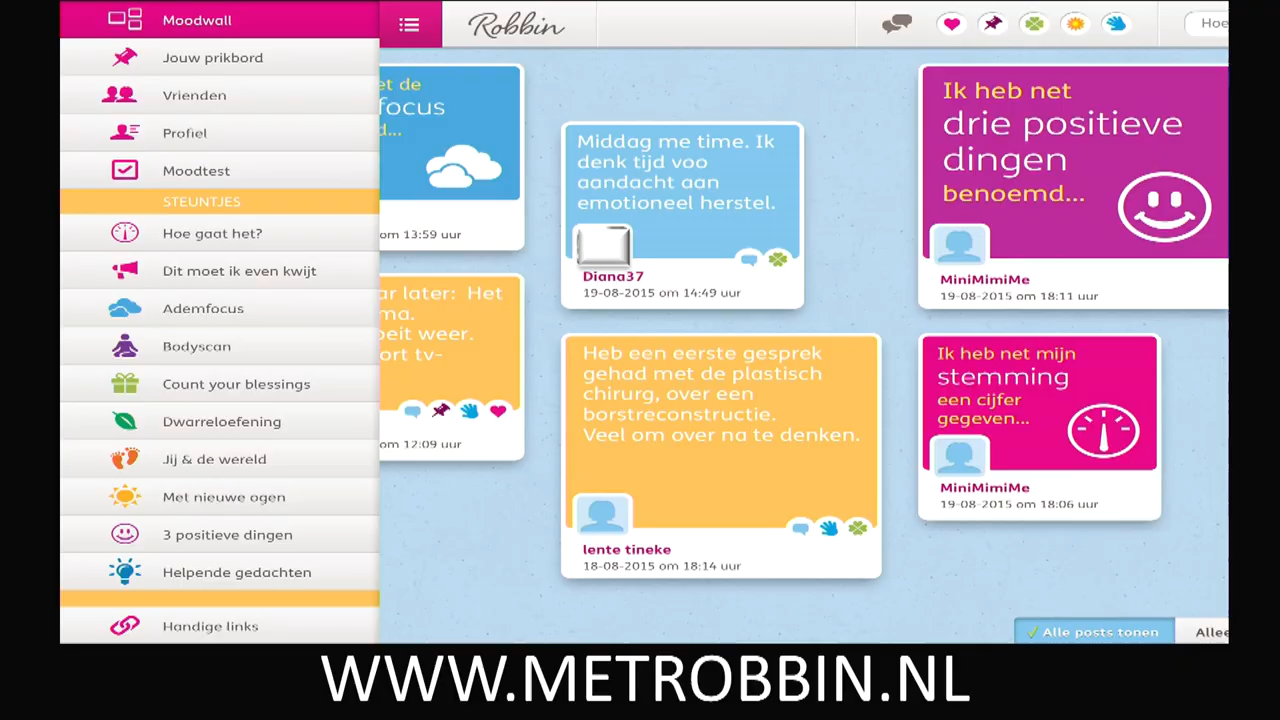 Moodwall
Jouw prikbord
Vrienden
Profiel
Moodtest
STEUNTJES
Hoe gaat het?
Dit moet ik even kwijt
Ademfocus
Bodyscan
Count your blessings
Dwarreloefening
Jij & de wereld
Met nieuwe ogen
3 positieve dingen
Helpende gedachten
Handige links
Robbin
Hoe
et de
focus
d...
om 13:59 uur
ar later: Het
ma.
oeit weer.
ort tv-
om 12:09 uur
Middag me time. Ik
denk tijd voo
aandacht aan
emotioneel herstel.
Diana37
19-08-2015 om 14:49 uur
Heb een eerste gesprek
gehad met de plastisch
chirurg, over een
borstreconstructie.
Veel om over na te denken.
lente tineke
18-08-2015 om 18:14 uur
Ik heb net
drie positieve
dingen
benoemd...
MiniMimiMe
19-08-2015 om 18:11 uur
Ik heb net mijn
stemming
een cijfer
gegeven...
MiniMimiMe
19-08-2015 om 18:06 uur
Alle posts tonen
Allee
WWW.METROBBIN.NL